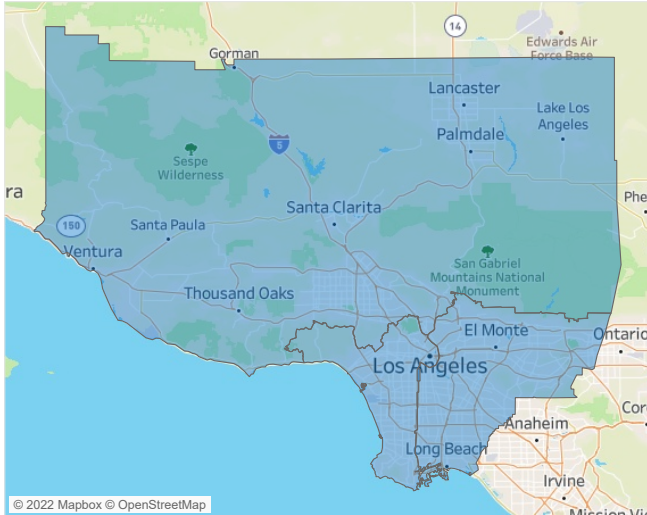 14
Edwards Air
Force Base
Gorman
Lancaster
Lake Los
Angeles
Palmdale
5
Sespe
Wilderness
ra
Phe
150
Santa Paula
Santa Clarita
Ventura
San Gabriel
Mountains National
Monument
Thousand Oaks
El Monte
Ontario
Los Angeles
Cor
Anaheim
Long Beach
Irvine
© 2022 Mapbox © OpenStreetMap
Mission Vi